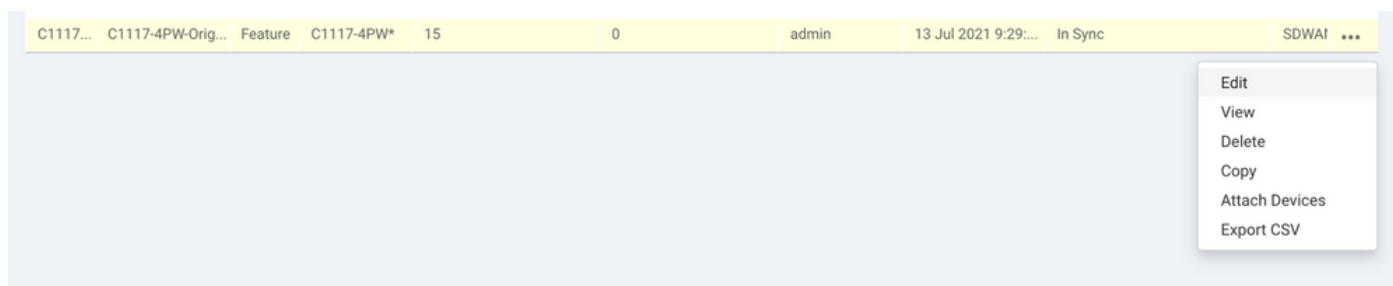 C1117... C1117-4PW-Orig... Feature C1117-4PW* 15 0 admin 13 Jul 2021 9:29:... In Sync SDWAI ...
Edit
View
Delete
Copy
Attach Devices
Export CSV